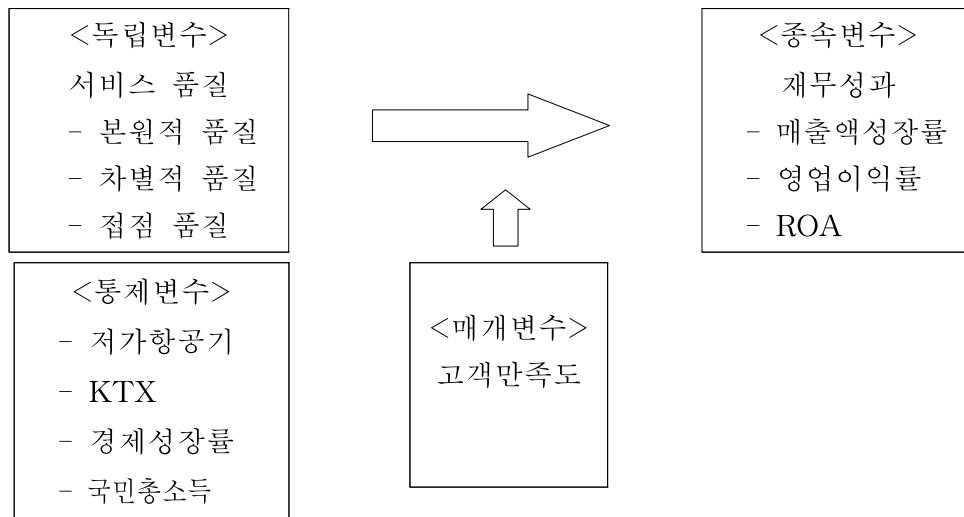 <독립변수>
서비스 품질
- 본원적 품질
- 차별적 품질
- 접점 품질
<종속변수>
재무성과
- 매출액성장률
- 영업이익률
- ROA
<통제변수>
- 저가항공기
- KTX
- 경제성장률
- 국민총소득
<매개변수>
고객만족도